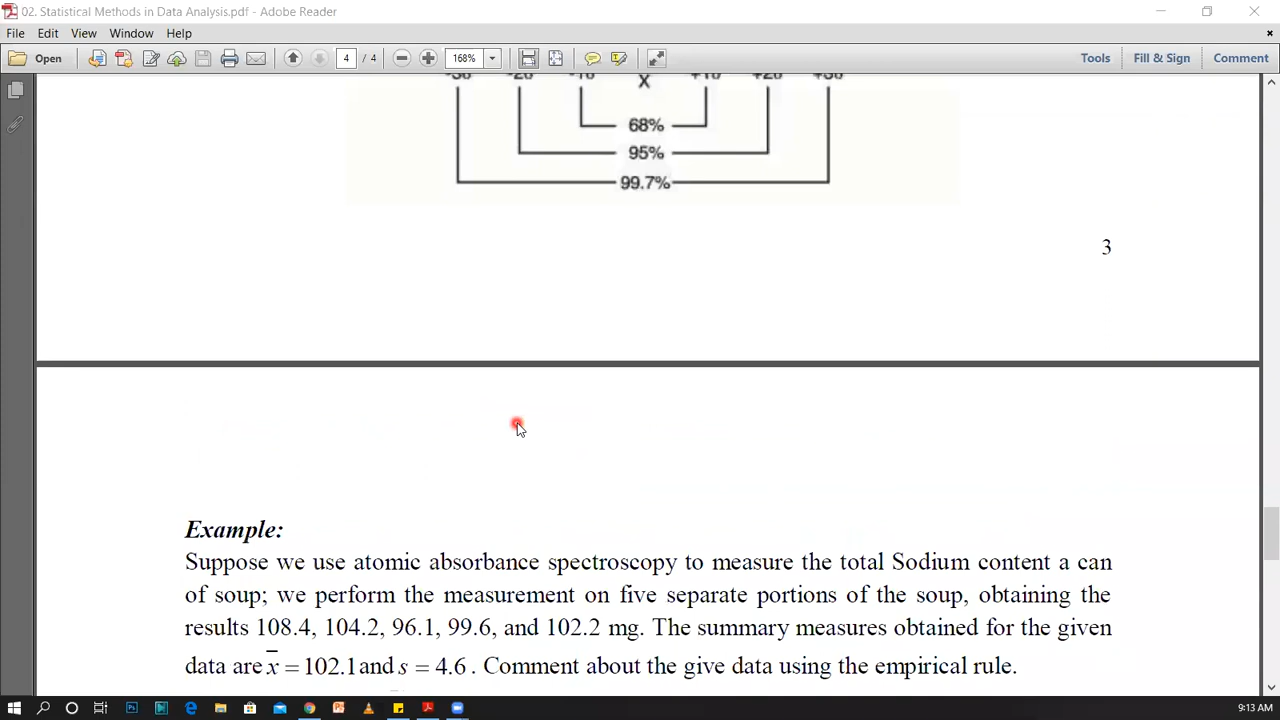 02. Statistical Methods in Data Analysis.pdf - Adobe Reader
File Edit View Window Help
Open 4 / 4 168% Tools Fill & Sign Comment
X
68%
95%
99.7%
3
Example:
Suppose we use atomic absorbance spectroscopy to measure the total Sodium content a can
of soup; we perform the measurement on five separate portions of the soup, obtaining the
results 108.4, 104.2, 96.1, 99.6, and 102.2 mg. The summary measures obtained for the given
data are x̄ = 102.1 and s = 4.6 . Comment about the give data using the empirical rule.
9:13 AM